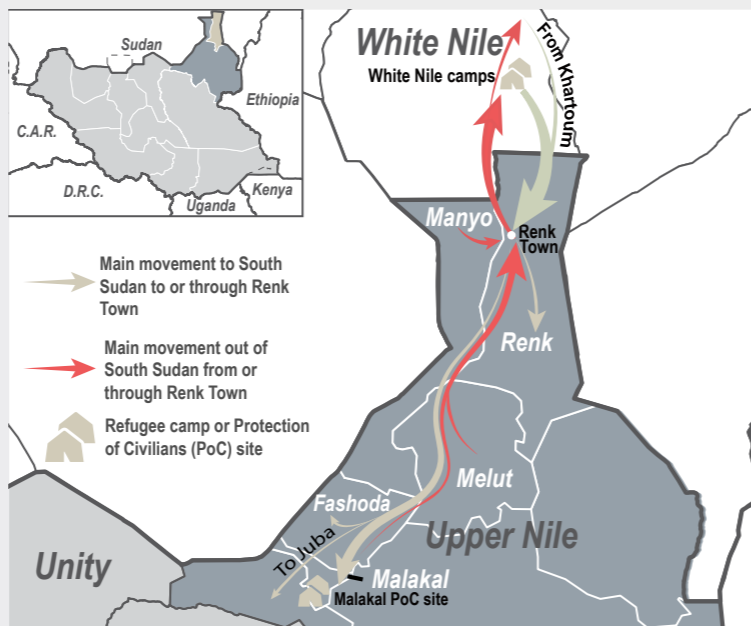 Sudan
Ethiopia
C.A.R.
D.R.C.
Kenya
Uganda
White Nile
White Nile camps
From Khartoum
Manyo
Renk
Town
Main movement to South
Sudan to or through Renk
Town
Main movement out of
South Sudan from or
through Renk Town
Refugee camp or Protection
of Civilians (PoC) site
Renk
Melut
Fashoda
Upper Nile
To Juba
Unity
Malakal
Malakal PoC site